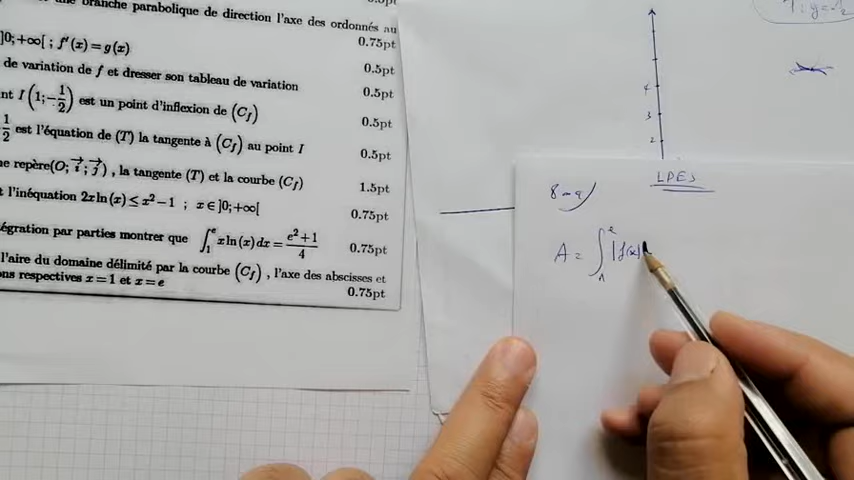 une branche parabolique de direction l'axe des ordonnés au
0.75pt
]0;+∞[ ; f'(x)=g(x)
0.5pt
de variation de f et dresser son tableau de variation
0.5pt
nt I(1;-1/2) est un point d'inflexion de (Cf)
0.5pt
1/2 est l'équation de (T) la tangente à (Cf) au point I
0.5pt
ne repère(O; i; j), la tangente (T) et la courbe (Cf)
1.5pt
t l'inéquation 2x ln(x) ≤ x²-1 ; x∈]0;+∞[
0.75pt
égration par parties montrer que ∫₁ᵉ x ln(x) dx = (e²+1)/4
0.75pt
l'aire du domaine délimité par la courbe (Cf), l'axe des abscisses et
ons respectives x=1 et x=e
0.75pt
4
3
2
LPES
A = ∫₁ᵉ |f(x)|